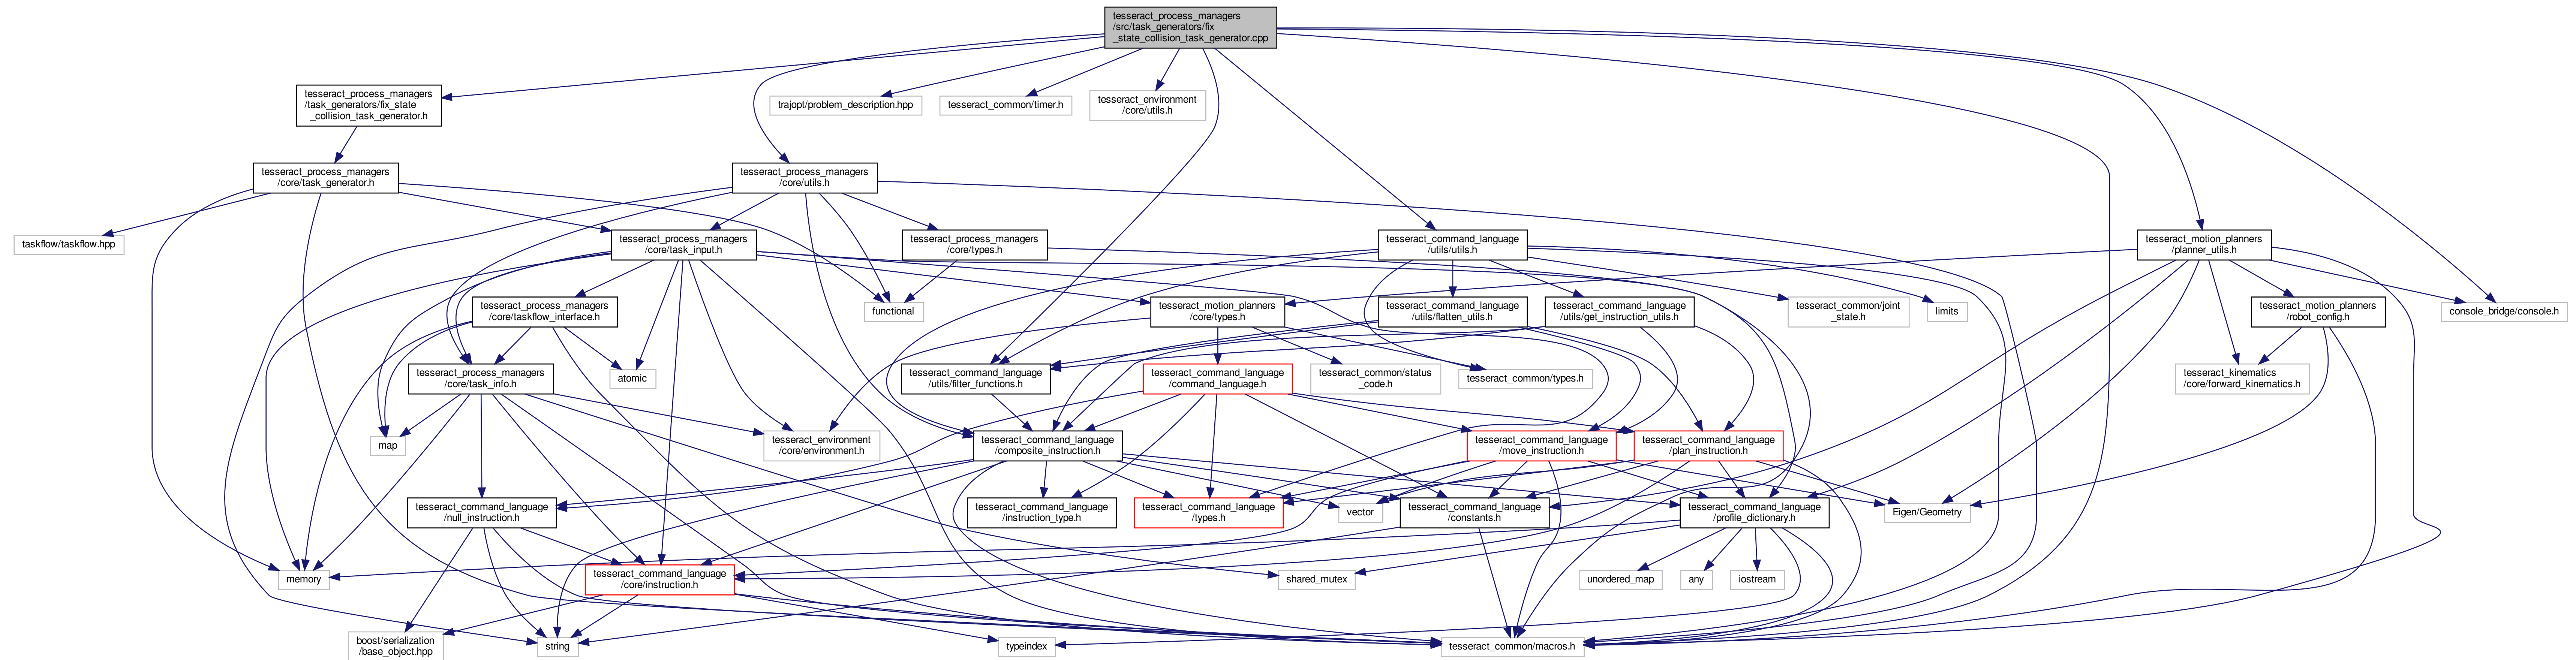 tesseract_process_managers
/src/task_generators/fix
_state_collision_task_generator.cpp
tesseract_process_managers
/task_generators/fix_state
_collision_task_generator.h
trajopt/problem_description.hpp
tesseract_common/timer.h
tesseract_environment
/core/utils.h
tesseract_process_managers
/core/task_generator.h
tesseract_process_managers
/core/utils.h
taskflow/taskflow.hpp
tesseract_process_managers
/core/task_input.h
tesseract_process_managers
/core/types.h
tesseract_command_language
/utils/utils.h
tesseract_motion_planners
/planner_utils.h
tesseract_process_managers
/core/taskflow_interface.h
functional
tesseract_motion_planners
/core/types.h
tesseract_command_language
/utils/flatten_utils.h
tesseract_command_language
/utils/get_instruction_utils.h
tesseract_common/joint
_state.h
limits
tesseract_motion_planners
/robot_config.h
console_bridge/console.h
tesseract_process_managers
/core/task_info.h
atomic
tesseract_command_language
/utils/filter_functions.h
tesseract_command_language
/command_language.h
tesseract_common/status
_code.h
tesseract_common/types.h
tesseract_kinematics
/core/forward_kinematics.h
map
tesseract_environment
/core/environment.h
tesseract_command_language
/composite_instruction.h
tesseract_command_language
/move_instruction.h
tesseract_command_language
/plan_instruction.h
tesseract_command_language
/null_instruction.h
tesseract_command_language
/instruction_type.h
tesseract_command_language
/types.h
vector
tesseract_command_language
/constants.h
tesseract_command_language
/profile_dictionary.h
Eigen/Geometry
memory
tesseract_command_language
/core/instruction.h
shared_mutex
unordered_map
any
iostream
boost/serialization
/base_object.hpp
string
typeindex
tesseract_common/macros.h